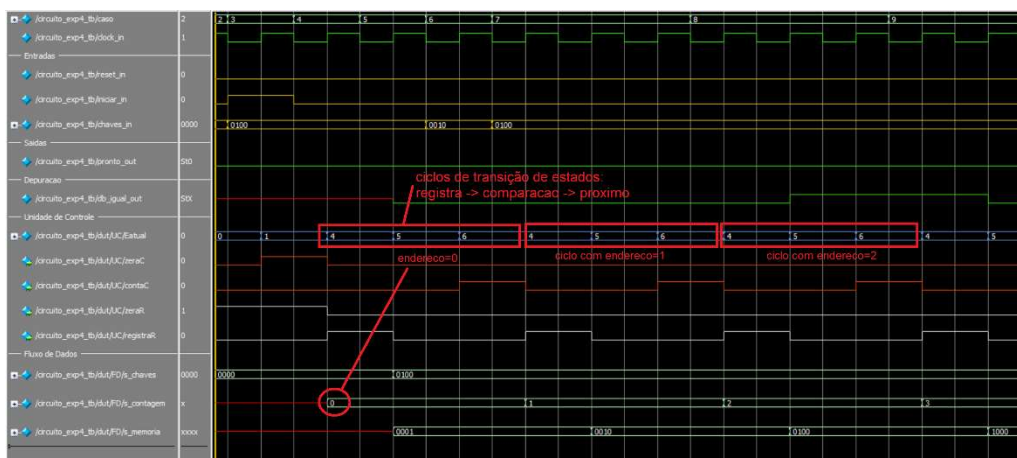 /circuito_exp4_tb/caso 2 2 3 4 5 6 7 8 9
/circuito_exp4_tb/clock_in 1
Entradas
/circuito_exp4_tb/reset_in 0
/circuito_exp4_tb/iniciar_in 0
/circuito_exp4_tb/chaves_in 0000 0100 0010 0100
Saidas
/circuito_exp4_tb/pronto_out St0
Depuracao
ciclos de transição de estados:
registra -> comparacao -> proximo
/circuito_exp4_tb/db_igual_out StX
Unidade de Controle
/circuito_exp4_tb/dut/UC/Eatual 0 0 1 4 5 6 4 5 6 4 5 6 4 5
/circuito_exp4_tb/dut/UC/zeraC 0 endereco=0 ciclo com endereco=1 ciclo com endereco=2
/circuito_exp4_tb/dut/UC/contaC 0
/circuito_exp4_tb/dut/UC/zeraR 1
/circuito_exp4_tb/dut/UC/registraR 0
Fluxo de Dados
/circuito_exp4_tb/dut/FD/s_chaves 0000 0000 0100
/circuito_exp4_tb/dut/FD/s_contagem x 0 1 2 3
/circuito_exp4_tb/dut/FD/s_memoria xxxx 0001 0010 0100 1000